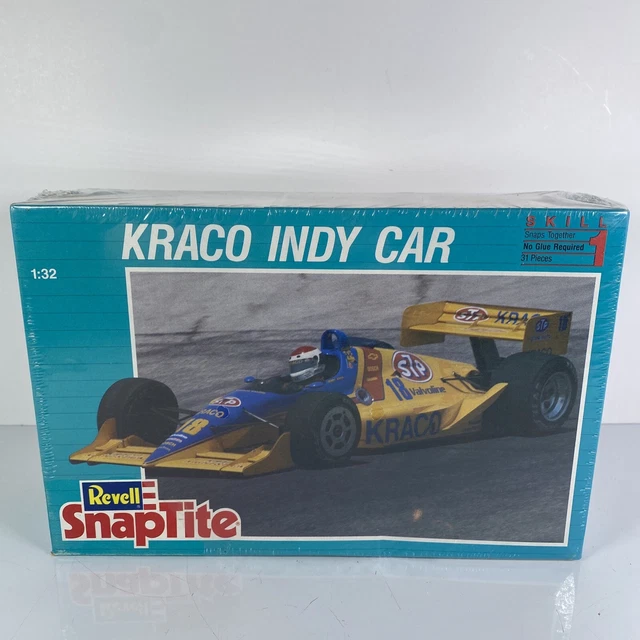 KRACO INDY CAR
SKILL
1
Snaps Together
No Glue Required
31 Pieces
1:32
STP
KRACO
STP
18
Valvoline
KRACO
STP
18
KRACO
Revell
SnapTite